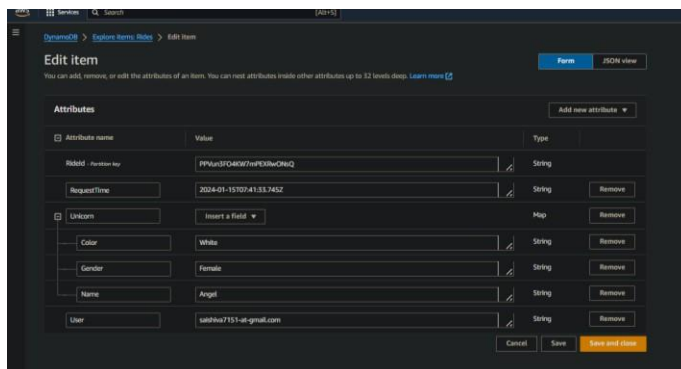 aws Services Search [Alt+S]
DynamoDB > Explore items: Rides > Edit item
Edit item
Form JSON view
You can add, remove, or edit the attributes of an item. You can nest attributes inside other attributes up to 32 levels deep. Learn more
Attributes Add new attribute
Attribute name Value Type
RideId - Partition key String
RequestTime 2024-01-15T07:41:33.745Z String Remove
Unicorn Insert a field Map Remove
Color White String Remove
Gender Female String Remove
Name Angel String Remove
User saishiva7151-at-gmail.com String Remove
Cancel Save Save and close